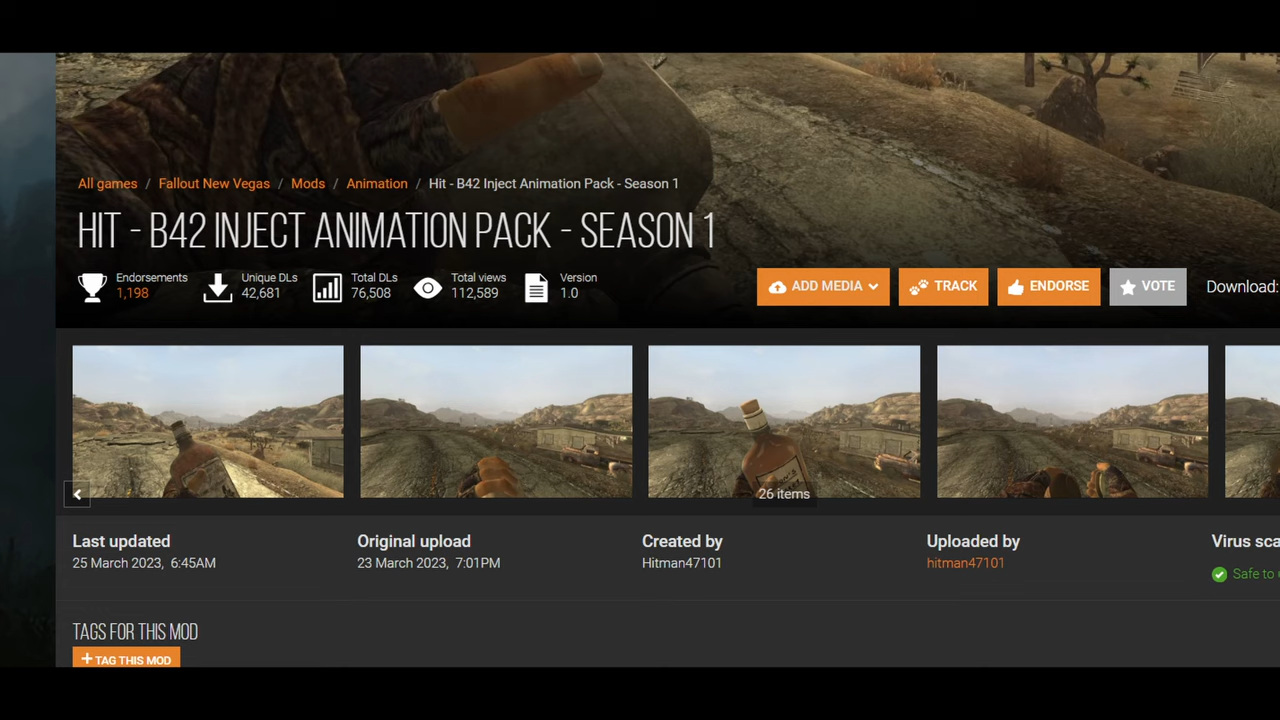 All games / Fallout New Vegas / Mods / Animation / Hit - B42 Inject Animation Pack - Season 1
HIT - B42 INJECT ANIMATION PACK - SEASON 1
Endorsements
1,198
Unique DLs
42,681
Total DLs
76,508
Total views
112,589
Version
1.0
ADD MEDIA
TRACK
ENDORSE
VOTE
Download:
26 items
Last updated
25 March 2023, 6:45AM
Original upload
23 March 2023, 7:01PM
Created by
Hitman47101
Uploaded by
hitman47101
Virus sca
Safe to
TAGS FOR THIS MOD
+ TAG THIS MOD